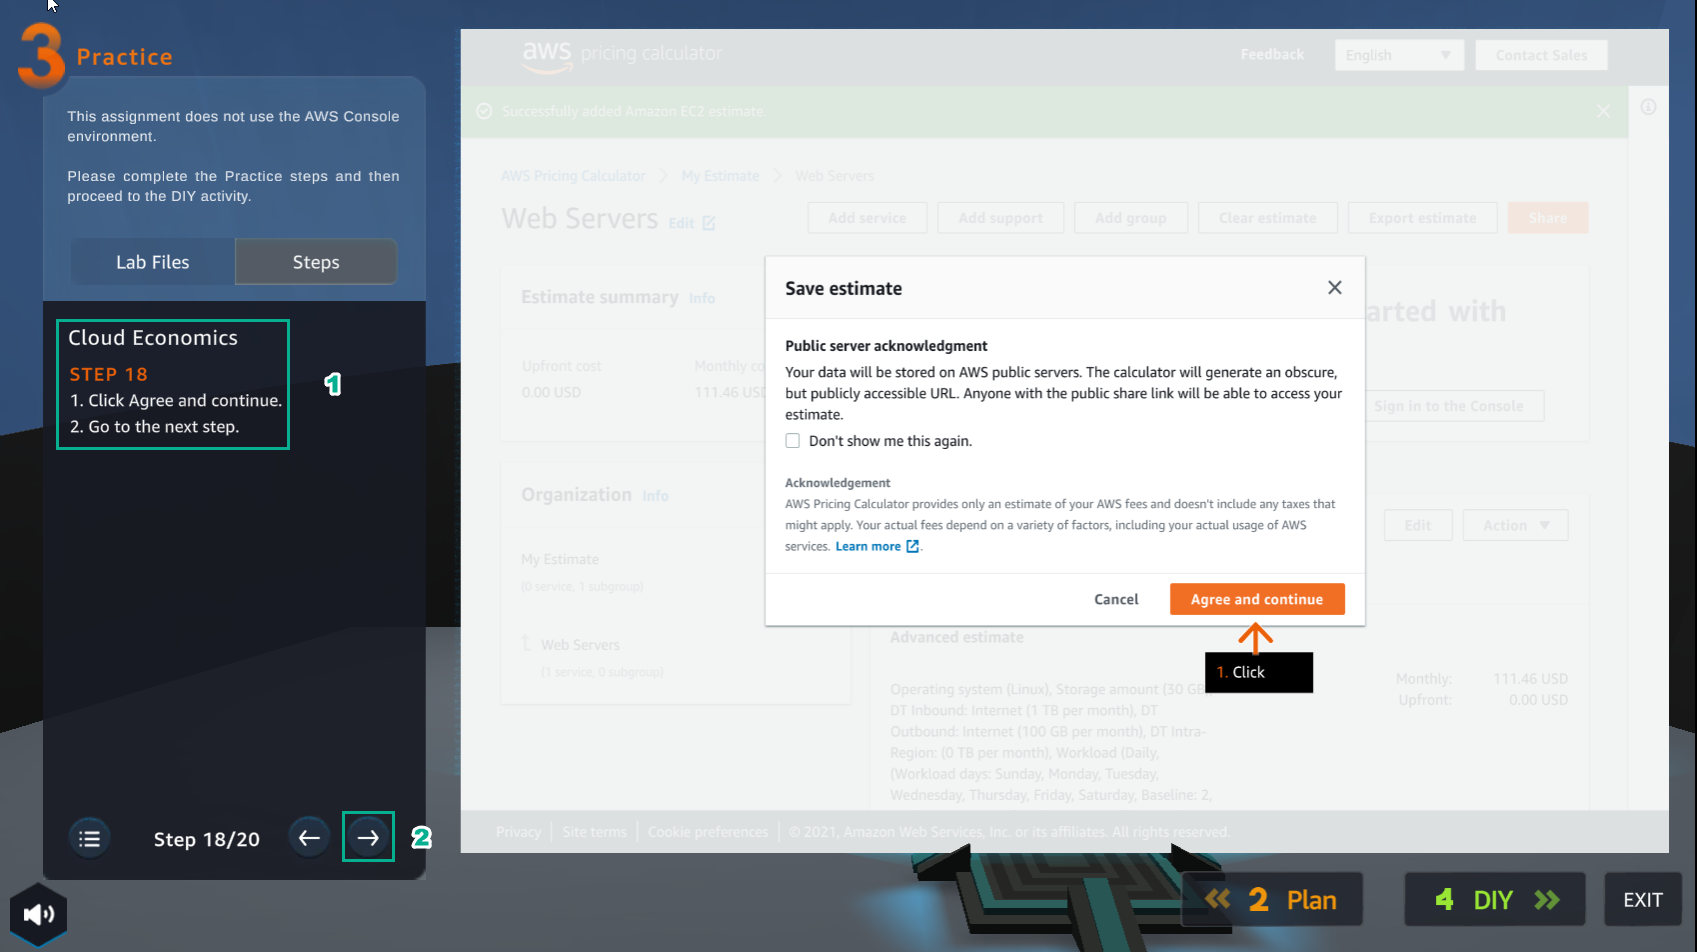 3 Practice
This assignment does not use the AWS Console
environment.
Please complete the Practice steps and then
proceed to the DIY activity.
Lab Files
Steps
Cloud Economics
STEP 18
1. Click Agree and continue.
2. Go to the next step.
1
Step 18/20
2
aws pricing calculator
Feedback
English
Contact Sales
Successfully added Amazon EC2 estimate.
AWS Pricing Calculator
My Estimate
Web Servers
Web Servers Edit
Add service
Add support
Add group
Clear estimate
Export estimate
Share
Estimate summary Info
Upfront cost
Monthly co
0.00 USD
111.46 USD
arted with
Sign in to the Console
Save estimate
Public server acknowledgment
Your data will be stored on AWS public servers. The calculator will generate an obscure,
but publicly accessible URL. Anyone with the public share link will be able to access your
estimate.
Don't show me this again.
Acknowledgement
AWS Pricing Calculator provides only an estimate of your AWS fees and doesn't include any taxes that
might apply. Your actual fees depend on a variety of factors, including your actual usage of AWS
services. Learn more .
Cancel
Agree and continue
1. Click
Organization Info
My Estimate
(0 service, 1 subgroup)
Web Servers
(1 service, 0 subgroup)
Edit
Action
Advanced estimate
Operating system (Linux), Storage amount (30 GB
DT Inbound: Internet (1 TB per month), DT
Outbound: Internet (100 GB per month), DT Intra-
Region: (0 TB per month), Workload (Daily,
(Workload days: Sunday, Monday, Tuesday,
Wednesday, Thursday, Friday, Saturday, Baseline: 2,
Monthly: 111.46 USD
Upfront: 0.00 USD
Privacy
Site terms
Cookie preferences
© 2021, Amazon Web Services, Inc. or its affiliates. All rights reserved.
2 Plan
4 DIY
EXIT